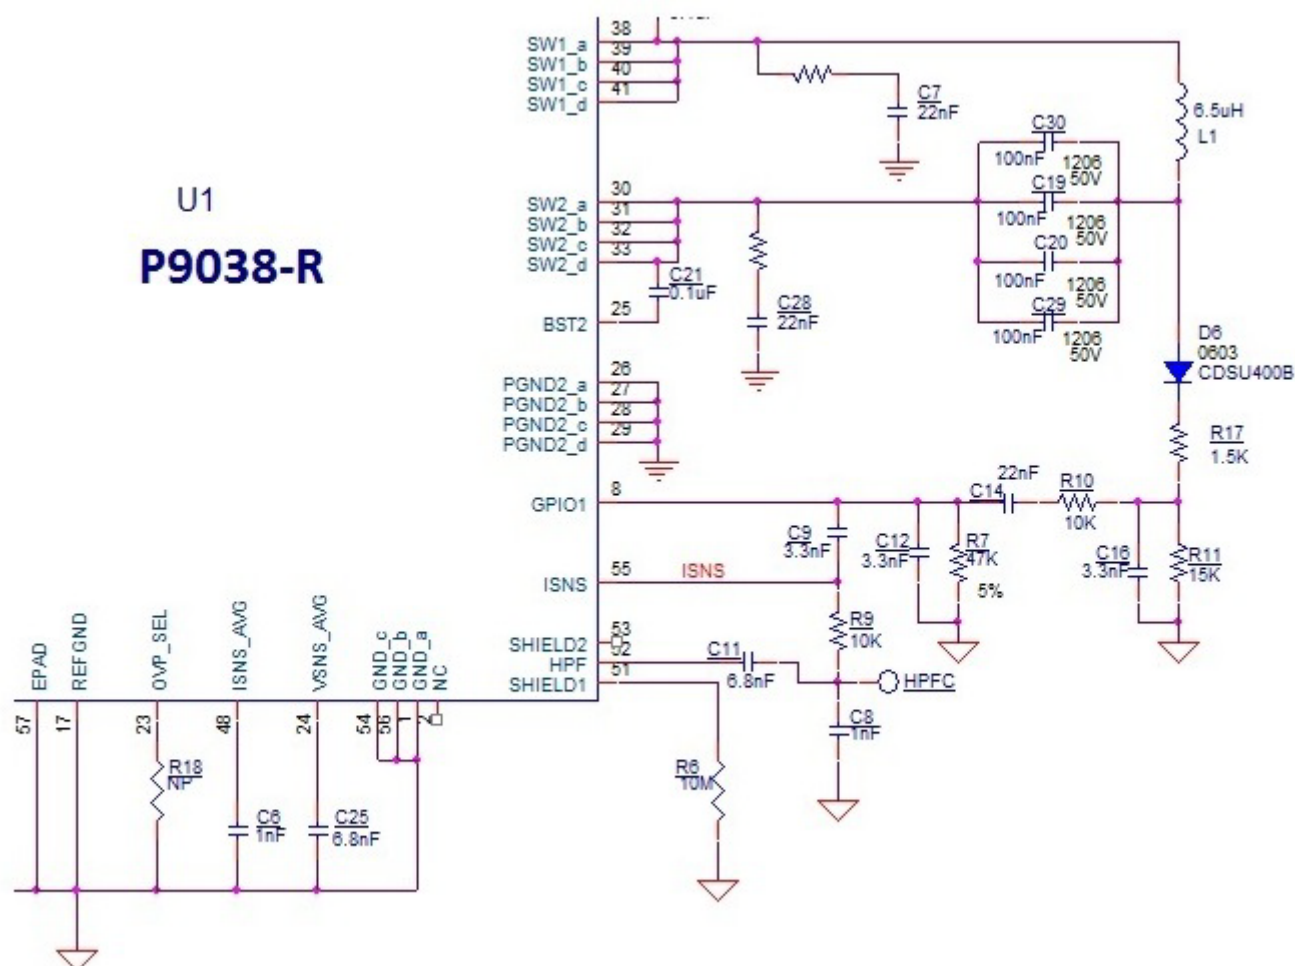 38
SW1_a
39
SW1_b
40
SW1_c
41
SW1_d
C7
22nF
6.5uH
L1
C30
100nF
1206
50V
U1
P9038-R
30
SW2_a
31
SW2_b
32
SW2_c
33
SW2_d
C19
100nF
1206
50V
C20
100nF
1206
50V
C29
100nF
1206
50V
C21
0.1uF
C28
22nF
25
BST2
D6
0603
CDSU400B
26
PGND2_a
27
PGND2_b
28
PGND2_c
29
PGND2_d
R17
1.5K
8
GPIO1
22nF
C14
R10
10K
C9
3.3nF
C12
3.3nF
R7
47K
5%
C16
3.3nF
R11
15K
55
ISNS
ISNS
R9
10K
53
SHIELD2
HPF
51
SHIELD1
C11
6.8nF
HPFC
C8
1nF
R6
10M
EPAD
REFGND
OVP_SEL
ISNS_AVG
VSNS_AVG
GND_c
GND_b
GND_a
NC
57
17
23
48
24
54
56
1
2
R18
NP
C6
1nF
C25
6.8nF